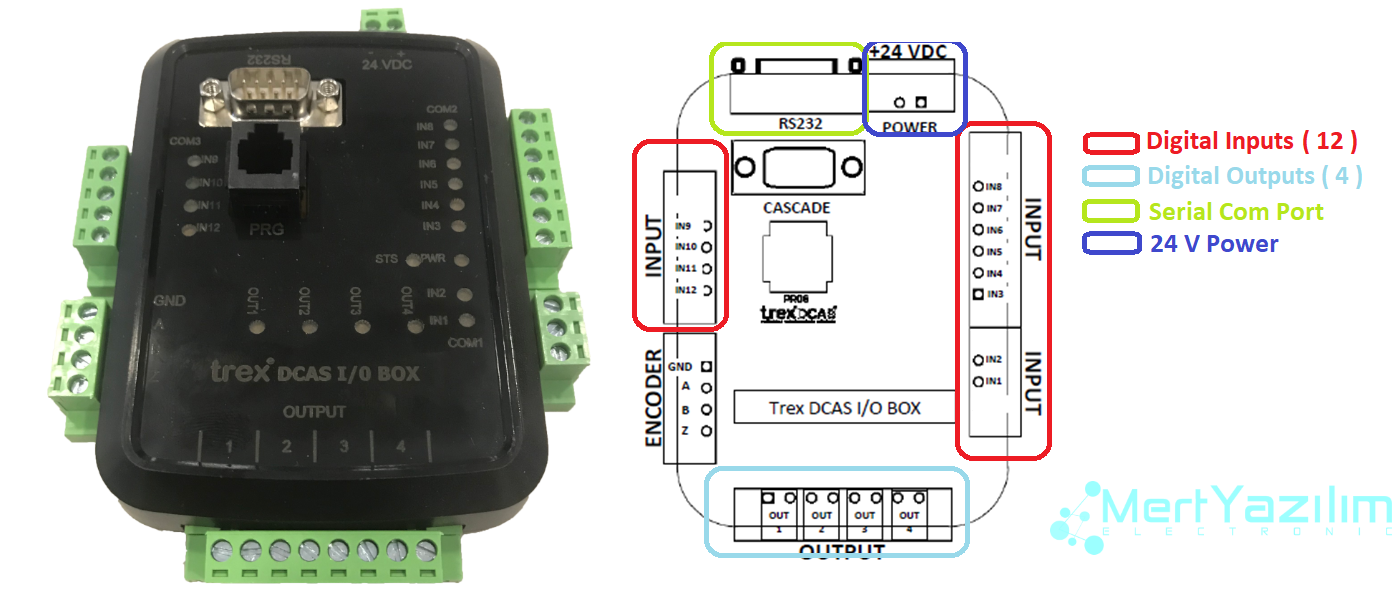 RS232
- +
24 VDC
COM2
IN8
IN7
IN6
IN5
IN4
IN3
COM3
IN9
IN10
IN11
IN12
PRG
STS
PWR
IN2
IN1
COM1
GND
A
OUT1
OUT2
OUT3
OUT4
trex DCAS I/O BOX
OUTPUT
1 2 3 4
+24 VDC
RS232
POWER
CASCADE
INPUT
IN9
IN10
IN11
IN12
PROG
trex DCAS
INPUT
IN8
IN7
IN6
IN5
IN4
IN3
INPUT
IN2
IN1
ENCODER
GND
A
B
Z
Trex DCAS I/O BOX
OUT 1
OUT 2
OUT 3
OUT 4
OUTPUT
Digital Inputs ( 12 )
Digital Outputs ( 4 )
Serial Com Port
24 V Power
MertYazılım
ELECTRONIC